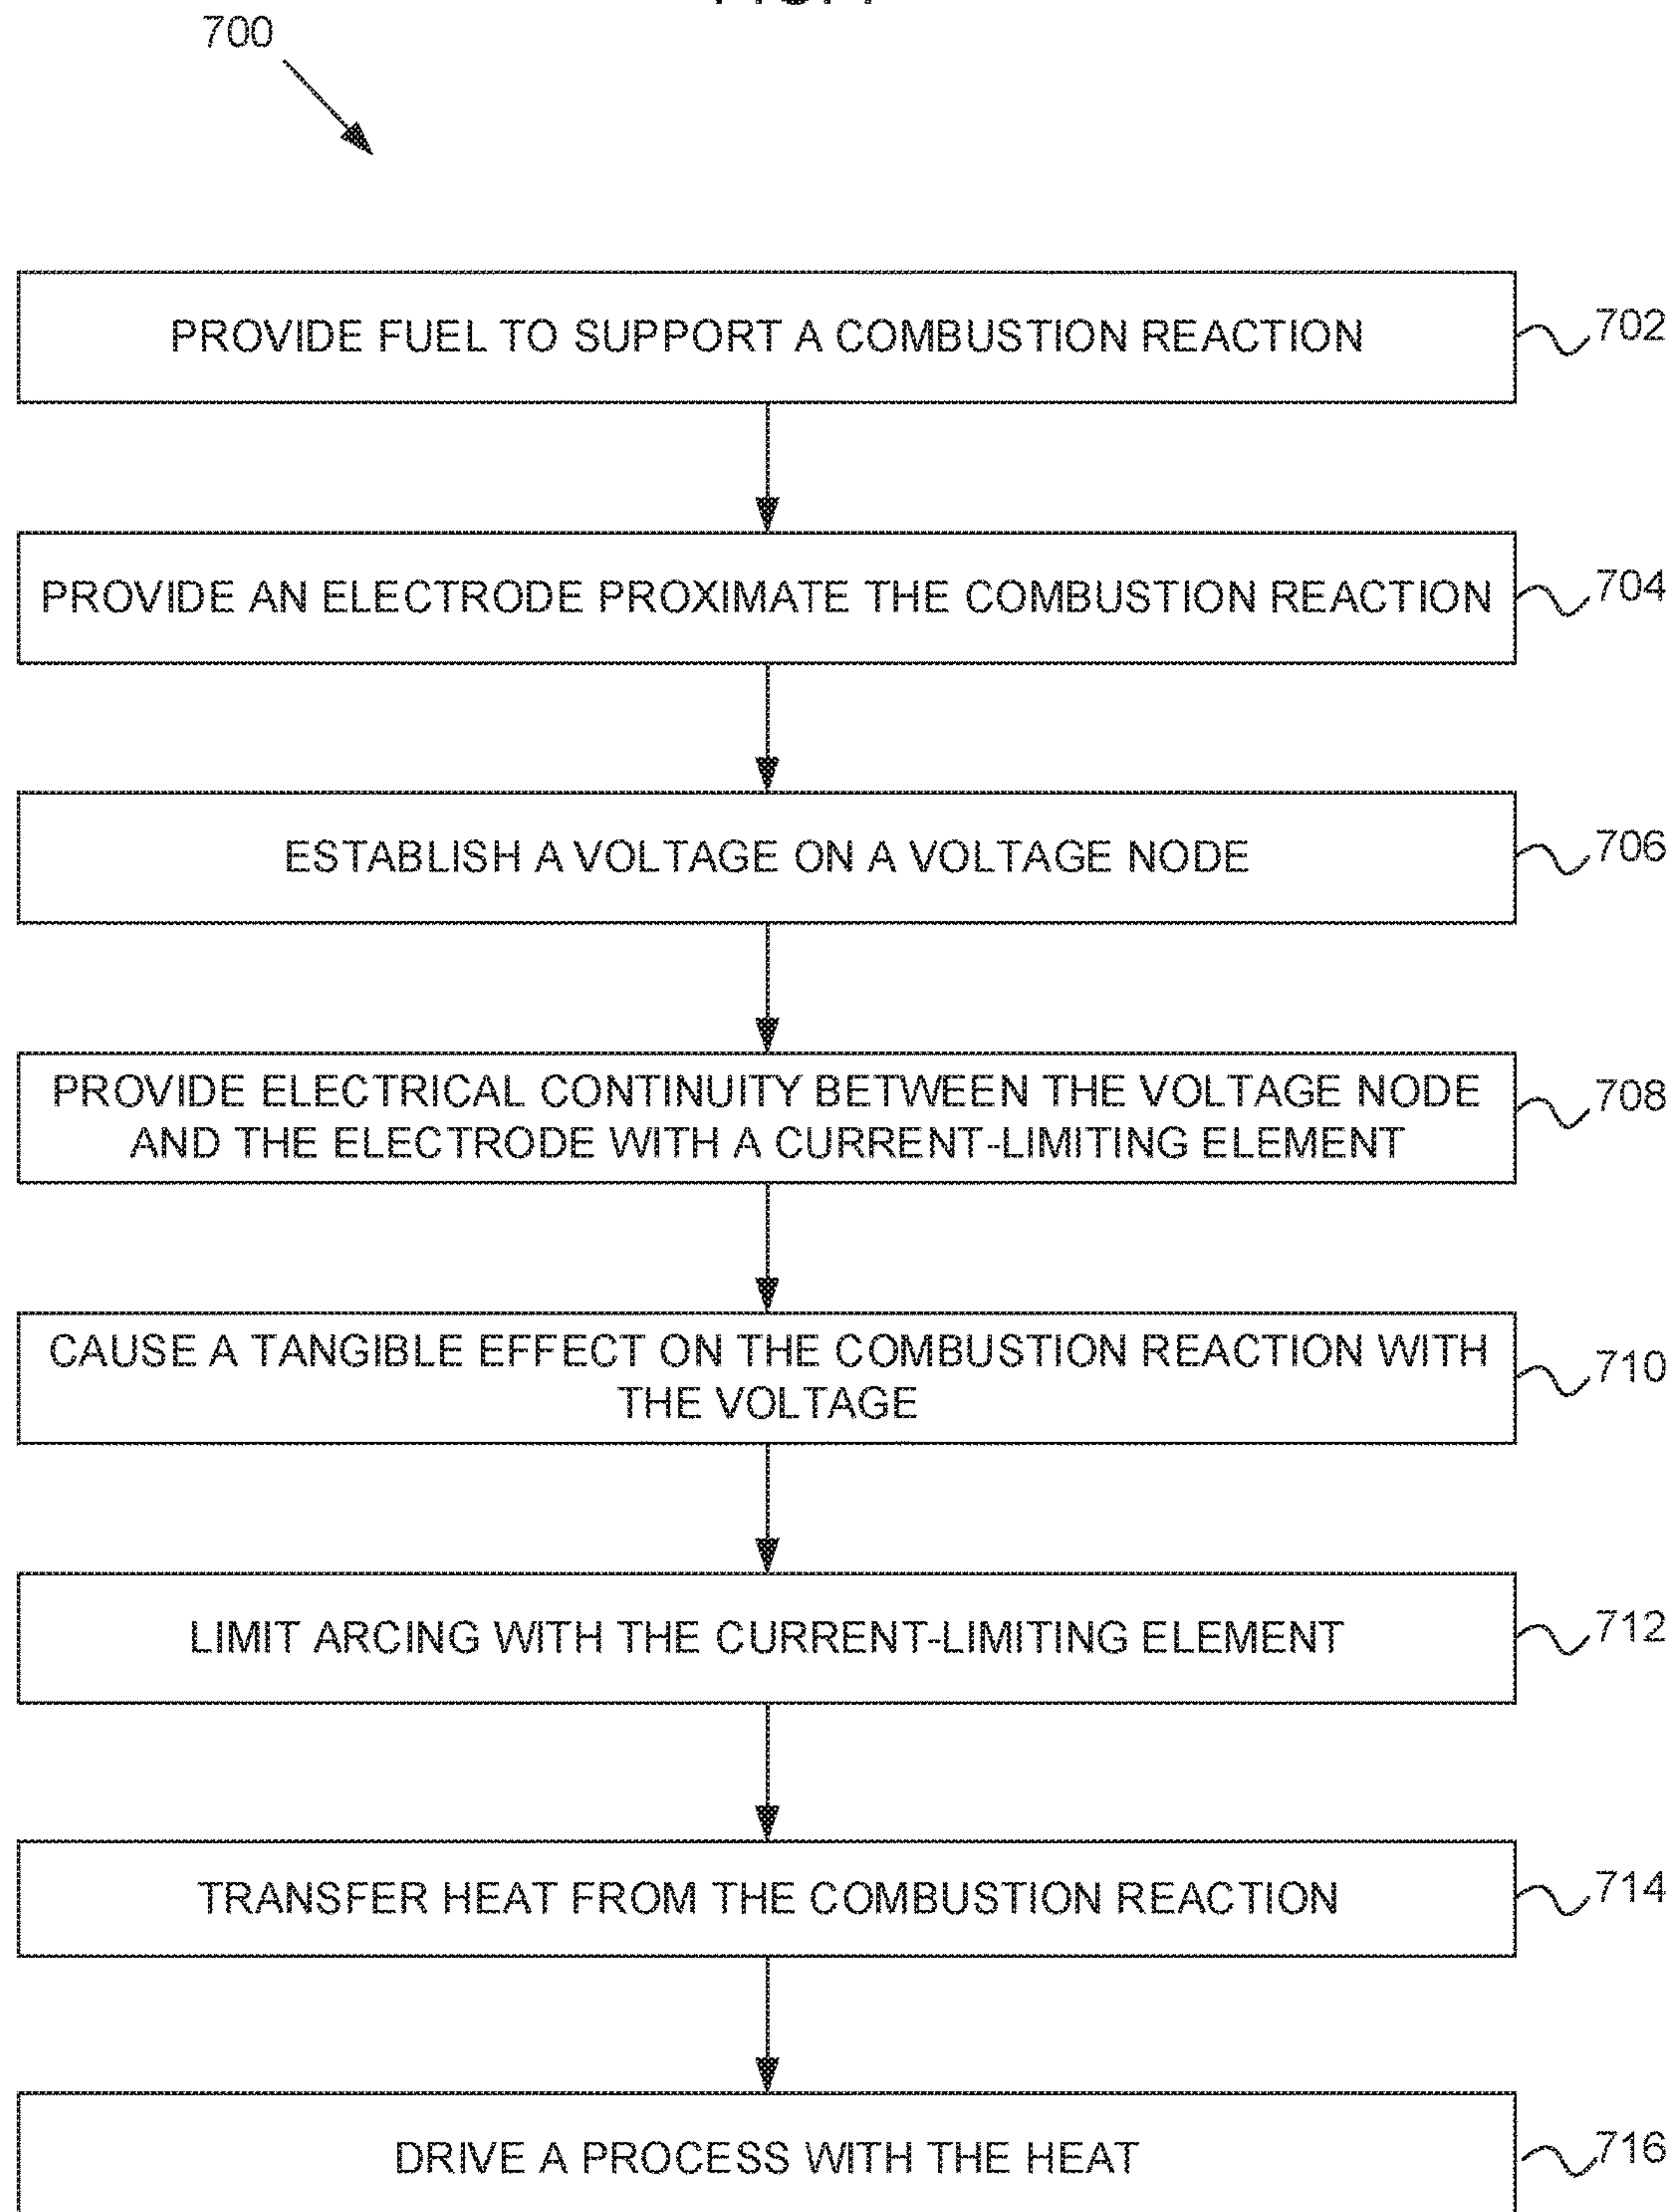 700
PROVIDE FUEL TO SUPPORT A COMBUSTION REACTION
702
PROVIDE AN ELECTRODE PROXIMATE THE COMBUSTION REACTION
704
ESTABLISH A VOLTAGE ON A VOLTAGE NODE
706
PROVIDE ELECTRICAL CONTINUITY BETWEEN THE VOLTAGE NODE
AND THE ELECTRODE WITH A CURRENT-LIMITING ELEMENT
708
CAUSE A TANGIBLE EFFECT ON THE COMBUSTION REACTION WITH
THE VOLTAGE
710
LIMIT ARCING WITH THE CURRENT-LIMITING ELEMENT
712
TRANSFER HEAT FROM THE COMBUSTION REACTION
714
DRIVE A PROCESS WITH THE HEAT
716